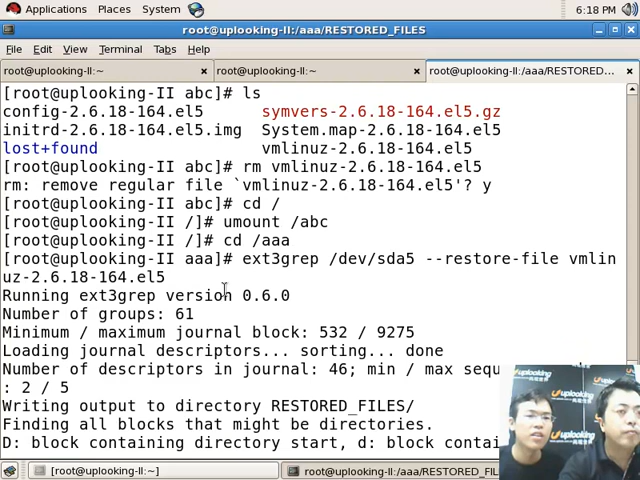 Applications Places System 6:18 PM
root@uplooking-II:/aaa/RESTORED_FILES
File Edit View Terminal Tabs Help
root@uplooking-II:~ root@uplooking-II:~ root@uplooking-II:/aaa/RESTORED...
[root@uplooking-II abc]# ls
config-2.6.18-164.el5 symvers-2.6.18-164.el5.gz
initrd-2.6.18-164.el5.img System.map-2.6.18-164.el5
lost+found vmlinuz-2.6.18-164.el5
[root@uplooking-II abc]# rm vmlinuz-2.6.18-164.el5
rm: remove regular file `vmlinuz-2.6.18-164.el5'? y
[root@uplooking-II abc]# cd /
[root@uplooking-II /]# umount /abc
[root@uplooking-II /]# cd /aaa
[root@uplooking-II aaa]# ext3grep /dev/sda5 --restore-file vmlin
uz-2.6.18-164.el5
Running ext3grep version 0.6.0
Number of groups: 61
Minimum / maximum journal block: 532 / 9275
Loading journal descriptors... sorting... done
Number of descriptors in journal: 46; min / max sequ
: 2 / 5
Writing output to directory RESTORED_FILES/
Finding all blocks that might be directories.
D: block containing directory start, d: block contai
uplooking
[root@uplooking-II:~] root@uplooking-II:/aaa/RESTORED_FIL